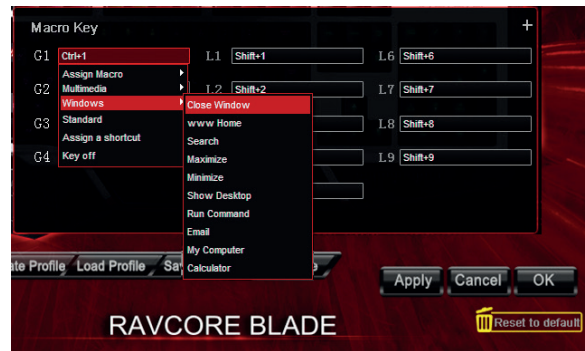 Macro Key +
G1 Ctrl+1 L1 Shift+1 L6 Shift+6
Assign Macro
G2 Multimedia L2 Shift+2 L7 Shift+7
Windows Close Window
www Home
G3 Standard L8 Shift+8
Search
Assign a shortcut
Maximize
G4 Key off L9 Shift+9
Minimize
Show Desktop
Run Command
Email
My Computer
Calculator
Profile Load Profile
Apply Cancel OK
RAVCORE BLADE
Reset to default